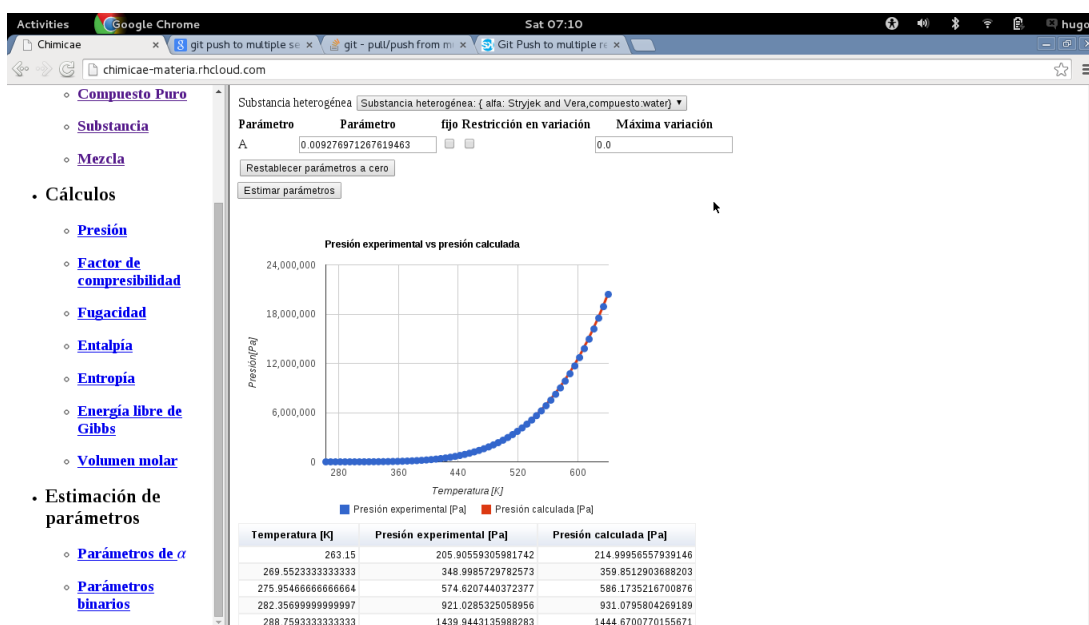 Activities
Google Chrome
Sat 07:10
hugo
Chimicae
git push to multiple se
git - pull/push from m
Git Push to multiple re
chimicae-materia.rhcloud.com
Compuesto Puro
Substancia
Mezcla
Cálculos
Presión
Factor de
compresibilidad
Fugacidad
Entalpía
Entropía
Energía libre de
Gibbs
Volumen molar
Estimación de
parámetros
Parámetros de α
Parámetros
binarios
Substancia heterogénea Substancia heterogénea: { alfa: Stryjek and Vera,compuesto:water}
Parámetro Parámetro fijo Restricción en variación Máxima variación
A 0.009276971267619463 0.0
Restablecer parámetros a cero
Estimar parámetros
Presión experimental vs presión calculada
24,000,000
18,000,000
12,000,000
6,000,000
0
Presión[Pa]
280 360 440 520 600
Temperatura [K]
Presión experimental [Pa] Presión calculada [Pa]
Temperatura [K] Presión experimental [Pa] Presión calculada [Pa]
263.15 205.90559305981742 214.99956557939146
269.5523333333333 348.9985729782573 359.8512903688203
275.95466666666664 574.6207440372377 586.1735216700876
282.35699999999997 921.0285325058956 931.0795804269189
288.7593333333333 1439.9443135988283 1444.6700770155671